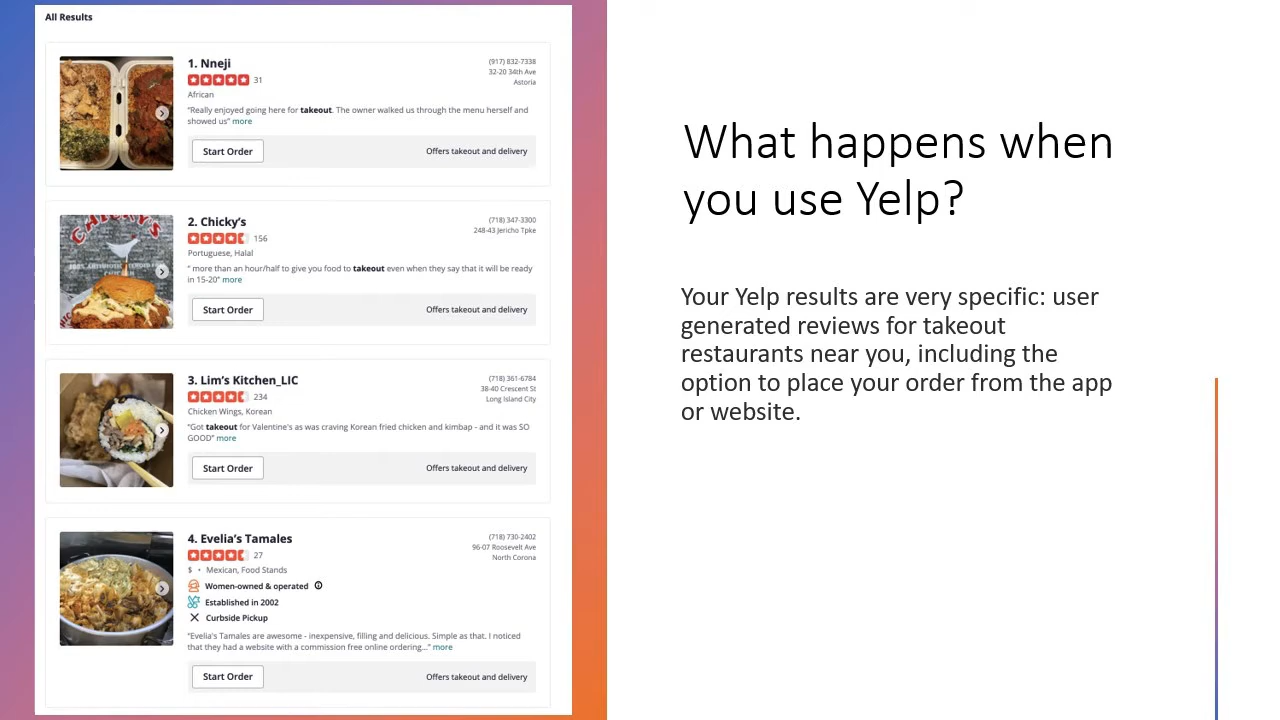 All Results
1. Nneji
31
(917) 832-7338
32-20 34th Ave
Astoria
African
"Really enjoyed going here for takeout. The owner walked us through the menu herself and
showed us" more
Start Order
Offers takeout and delivery
2. Chicky's
156
(718) 347-3300
248-43 Jericho Tpke
Portuguese, Halal
" more than an hour/half to give you food to takeout even when they say that it will be ready
in 15-20" more
Start Order
Offers takeout and delivery
3. Lim's Kitchen_LIC
234
(718) 361-6784
38-40 Crescent St
Long Island City
Chicken Wings, Korean
"Got takeout for Valentine's as was craving Korean fried chicken and kimbap - and it was SO
GOOD" more
Start Order
Offers takeout and delivery
4. Evelia's Tamales
27
(718) 730-2402
96-07 Roosevelt Ave
North Corona
$ • Mexican, Food Stands
Women-owned & operated
Established in 2002
Curbside Pickup
"Evelia's Tamales are awesome - inexpensive, filling and delicious. Simple as that. I noticed
that they had a website with a commission free online ordering..." more
Start Order
Offers takeout and delivery
What happens when
you use Yelp?
Your Yelp results are very specific: user
generated reviews for takeout
restaurants near you, including the
option to place your order from the app
or website.